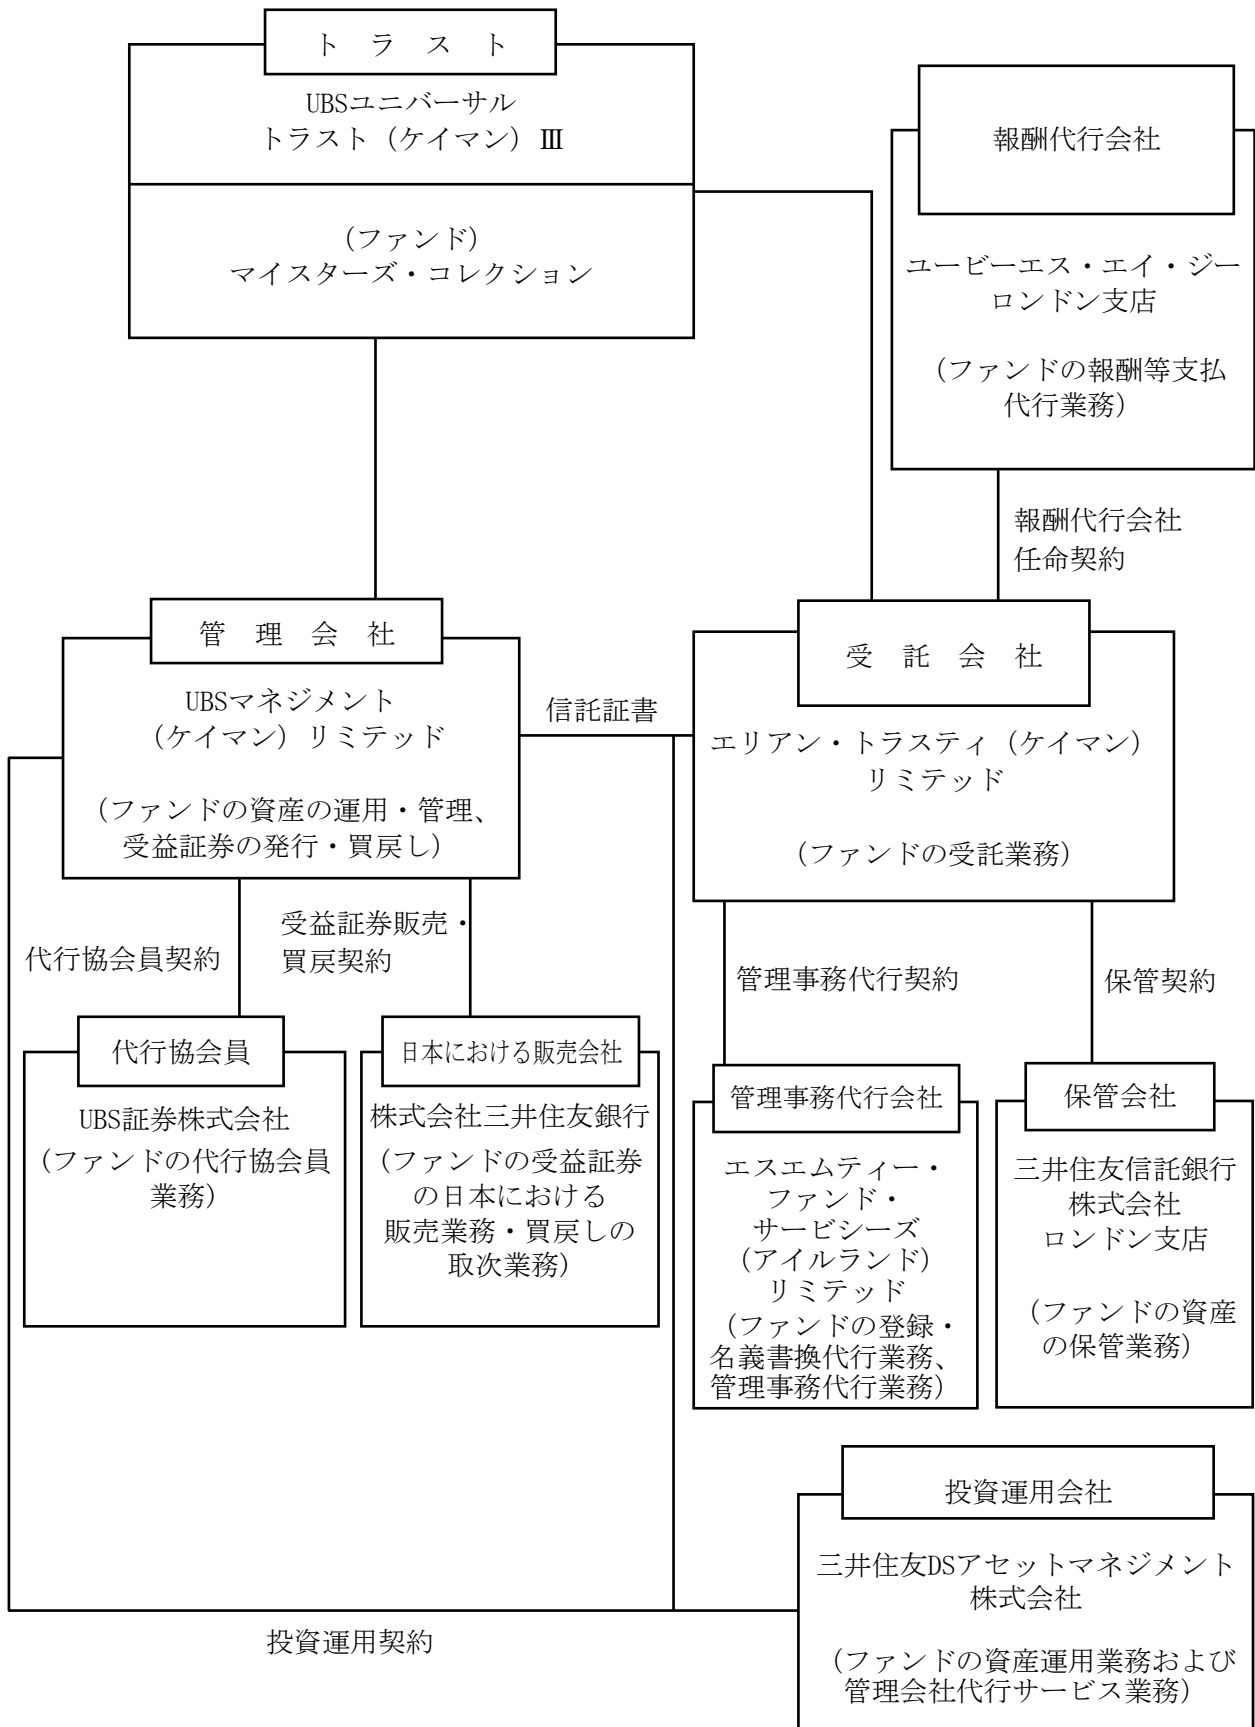 ト ラ ス ト
UBSユニバーサル
トラスト（ケイマン）Ⅲ
（ファンド）
マイスターズ・コレクション
報酬代行会社
ユービーエス・エイ・ジー
ロンドン支店
（ファンドの報酬等支払
代行業務）
報酬代行会社
任命契約
管 理 会 社
UBSマネジメント
（ケイマン）リミテッド
（ファンドの資産の運用・管理、
受益証券の発行・買戻し）
信託証書
受 託 会 社
エリアン・トラスティ（ケイマン）
リミテッド
（ファンドの受託業務）
代行協会員契約
受益証券販売・
買戻契約
管理事務代行契約
保管契約
代行協会員
UBS証券株式会社
（ファンドの代行協会員
業務）
日本における販売会社
株式会社三井住友銀行
（ファンドの受益証券
の日本における
販売業務・買戻しの
取次業務）
管理事務代行会社
エスエムティー・
ファンド・
サービシーズ
（アイルランド）
リミテッド
（ファンドの登録・
名義書換代行業務、
管理事務代行業務）
保管会社
三井住友信託銀行
株式会社
ロンドン支店
（ファンドの資産
の保管業務）
投資運用会社
三井住友DSアセットマネジメント
株式会社
（ファンドの資産運用業務および
管理会社代行サービス業務）
投資運用契約